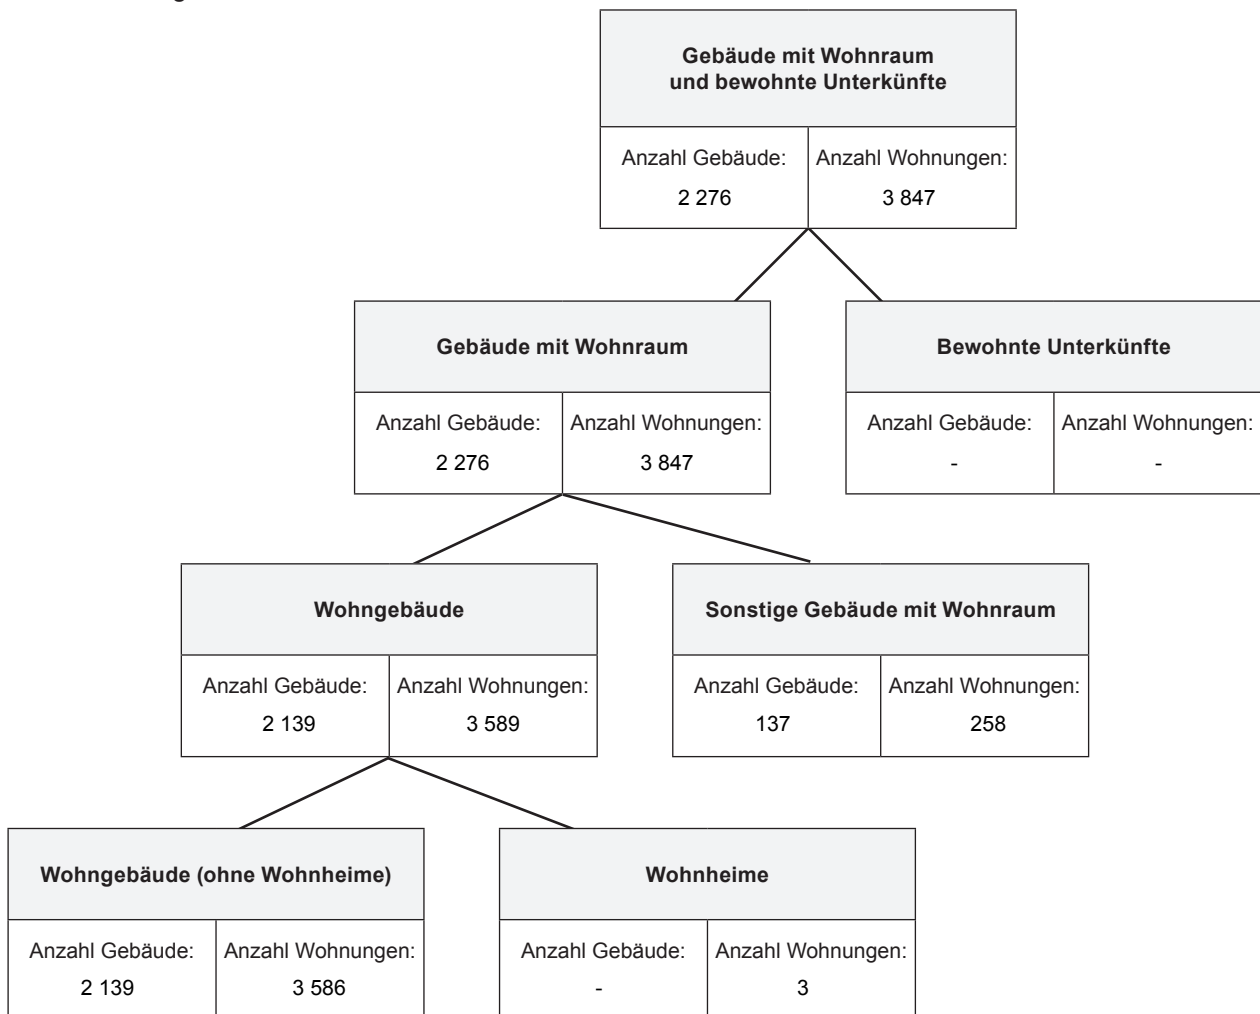 Gebäude mit Wohnraum
und bewohnte Unterkünfte
Anzahl Gebäude: Anzahl Wohnungen:
2 276 3 847
Gebäude mit Wohnraum Bewohnte Unterkünfte
Anzahl Gebäude: Anzahl Wohnungen: Anzahl Gebäude: Anzahl Wohnungen:
2 276 3 847 - -
Wohngebäude Sonstige Gebäude mit Wohnraum
Anzahl Gebäude: Anzahl Wohnungen: Anzahl Gebäude: Anzahl Wohnungen:
2 139 3 589 137 258
Wohngebäude (ohne Wohnheime) Wohnheime
Anzahl Gebäude: Anzahl Wohnungen: Anzahl Gebäude: Anzahl Wohnungen:
2 139 3 586 - 3